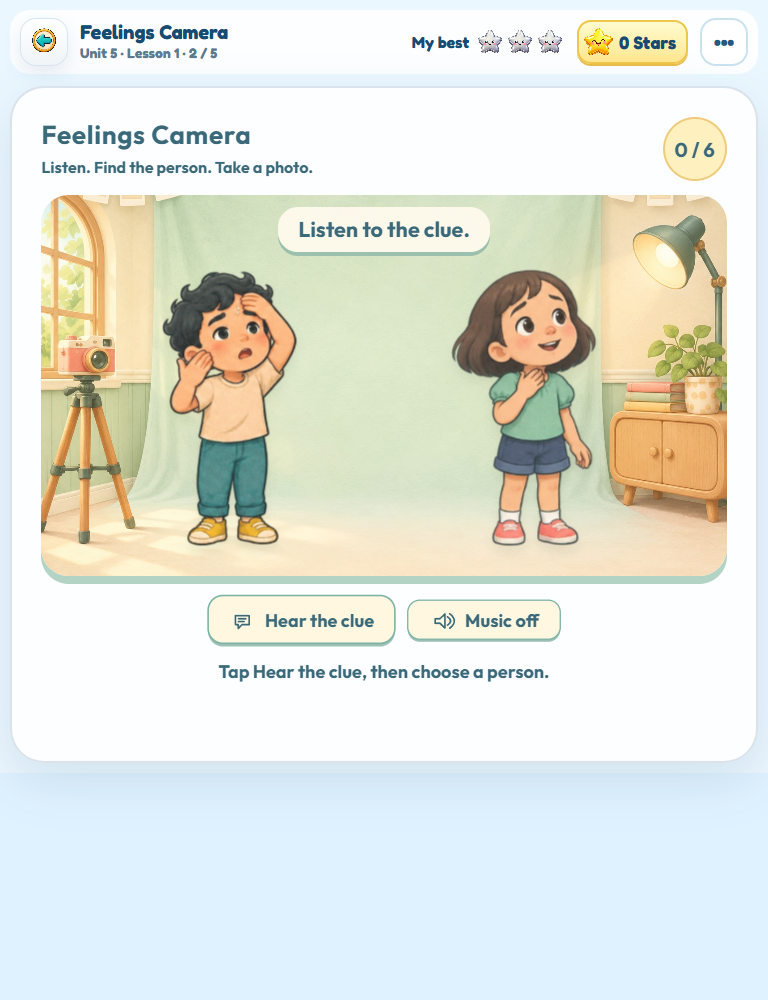 Feelings Camera
Unit 5 · Lesson 1 · 2 / 5
My best
0 Stars
Feelings Camera
Listen. Find the person. Take a photo.
0 / 6
Listen to the clue.
Hear the clue
Music off
Tap Hear the clue, then choose a person.